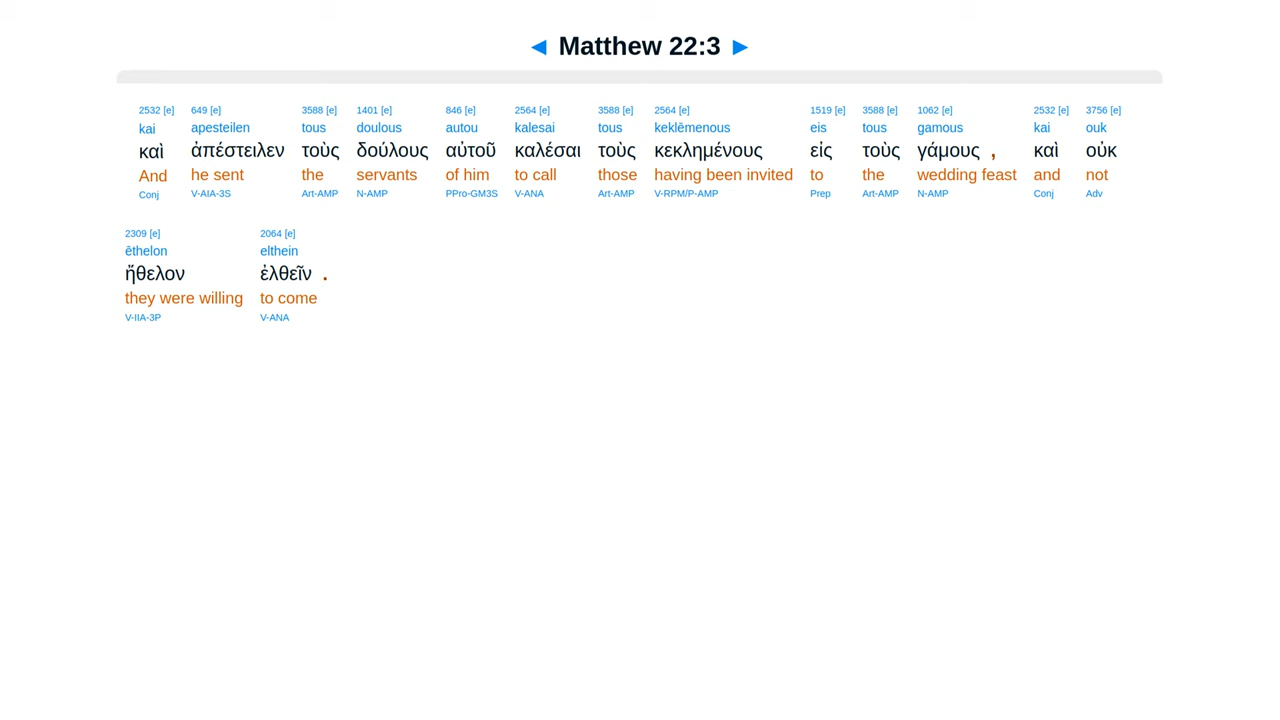 ◄ Matthew 22:3 ►
2532 [e] 649 [e] 3588 [e] 1401 [e] 846 [e] 2564 [e] 3588 [e] 2564 [e] 1519 [e] 3588 [e] 1062 [e] 2532 [e] 3756 [e]
kai apesteilen tous doulous autou kalesai tous keklēmenous eis tous gamous kai ouk
καὶ ἀπέστειλεν τοὺς δούλους αὐτοῦ καλέσαι τοὺς κεκλημένους εἰς τοὺς γάμους , καὶ οὐκ
And he sent the servants of him to call those having been invited to the wedding feast and not
Conj V-AIA-3S Art-AMP N-AMP PPro-GM3S V-ANA Art-AMP V-RPM/P-AMP Prep Art-AMP N-AMP Conj Adv
2309 [e] 2064 [e]
ēthelon elthein
ἤθελον ἐλθεῖν .
they were willing to come
V-IIA-3P V-ANA